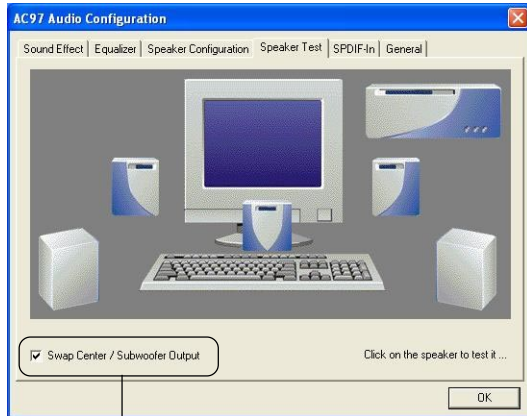 AC97 Audio Configuration
Sound Effect Equalizer Speaker Configuration Speaker Test SPDIF-In General
Swap Center / Subwoofer Output Click on the speaker to test it ...
OK